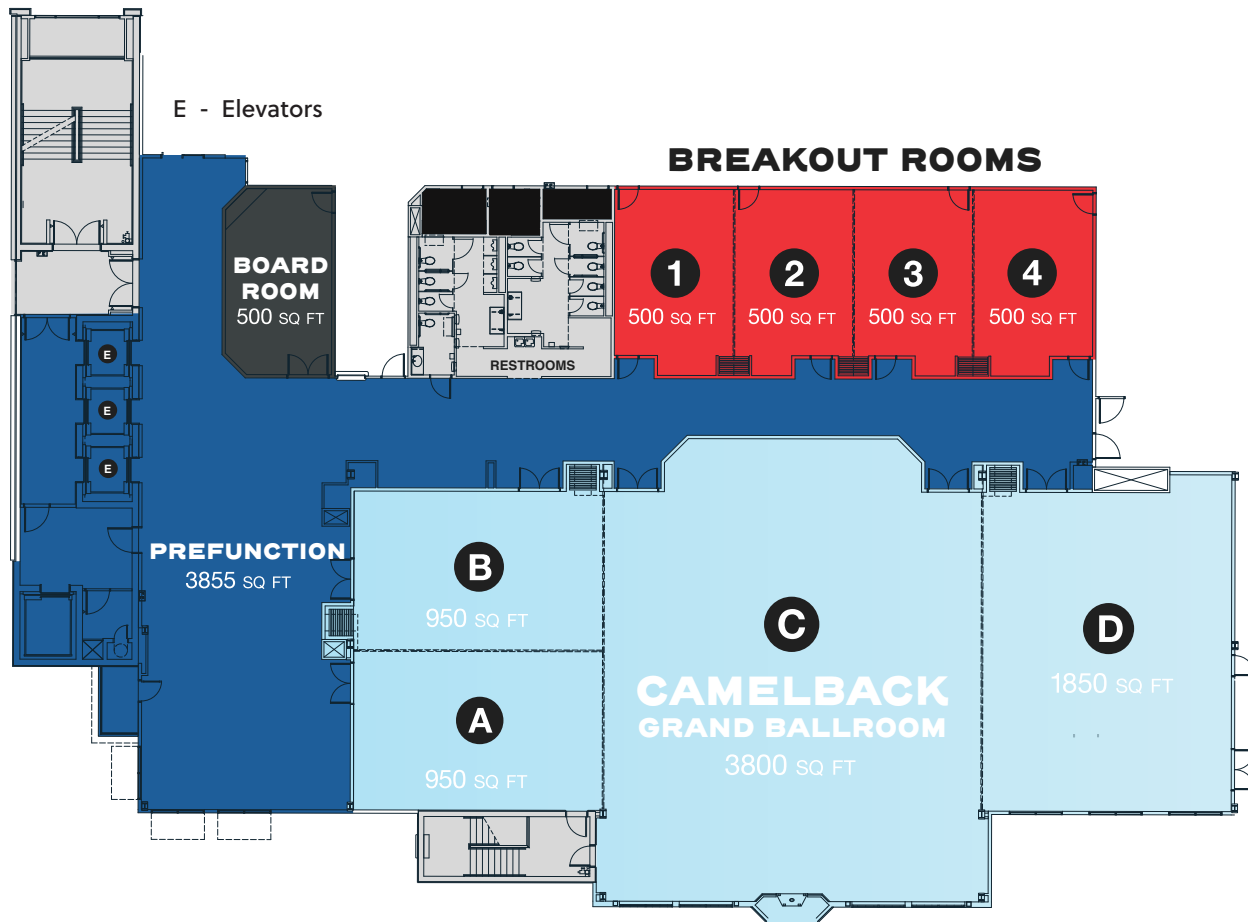 E - Elevators
BREAKOUT ROOMS
BOARD
ROOM
500 SQ FT
1
500 SQ FT
2
500 SQ FT
3
500 SQ FT
4
500 SQ FT
RESTROOMS
E
E
E
PREFUNCTION
3855 SQ FT
B
950 SQ FT
A
950 SQ FT
C
CAMELBACK
GRAND BALLROOM
3800 SQ FT
D
1850 SQ FT